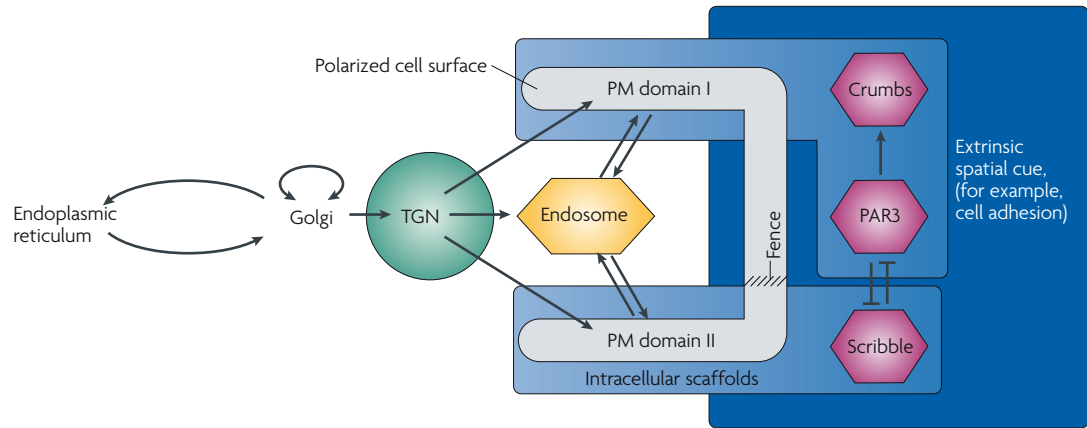 Polarized cell surface
PM domain I
Crumbs
Extrinsic
spatial cue,
(for example,
cell adhesion)
Endoplasmic
reticulum
Golgi
TGN
Endosome
PAR3
Fence
PM domain II
Scribble
Intracellular scaffolds